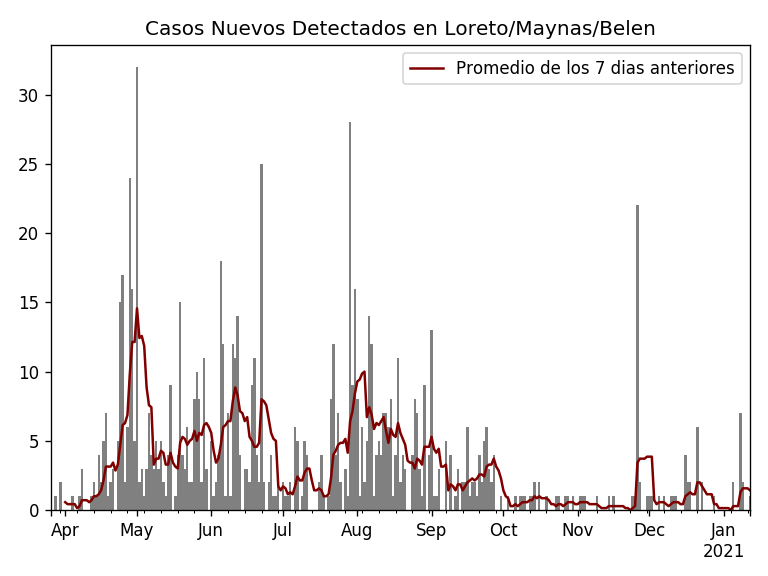 Casos Nuevos Detectados en Loreto/Maynas/Belen
Promedio de los 7 dias anteriores
30
25
20
15
10
5
0
Apr May Jun Jul Aug Sep Oct Nov Dec Jan
2021